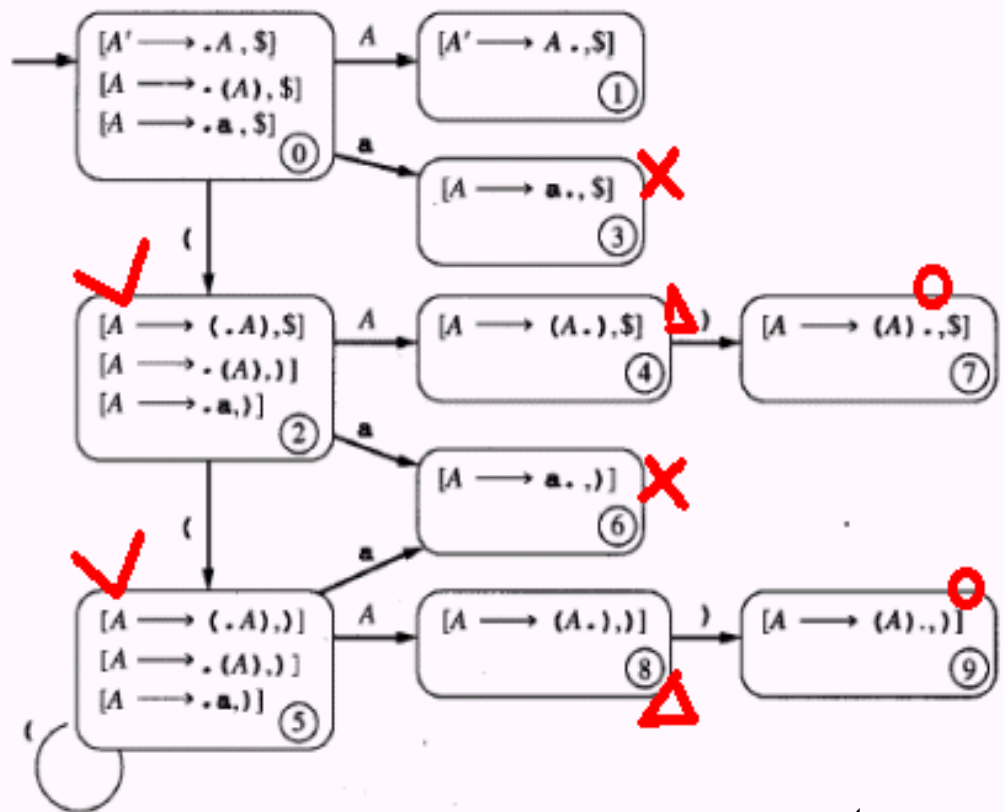 [A' ⟶ .A,$]
[A ⟶ .(A),$]
[A ⟶ .a,$]
0
A
[A' ⟶ A.,$]
1
a
[A ⟶ a.,$]
3
(
[A ⟶ (.A),$]
[A ⟶ .(A),)]
[A ⟶ .a,)]
2
A
[A ⟶ (A.),$]
4
)
[A ⟶ (A).,$]
7
a
[A ⟶ a.,)]
6
(
a
[A ⟶ (.A),)]
[A ⟶ .(A),)]
[A ⟶ .a,)]
5
A
[A ⟶ (A.),)]
8
)
[A ⟶ (A).,)]
9
(